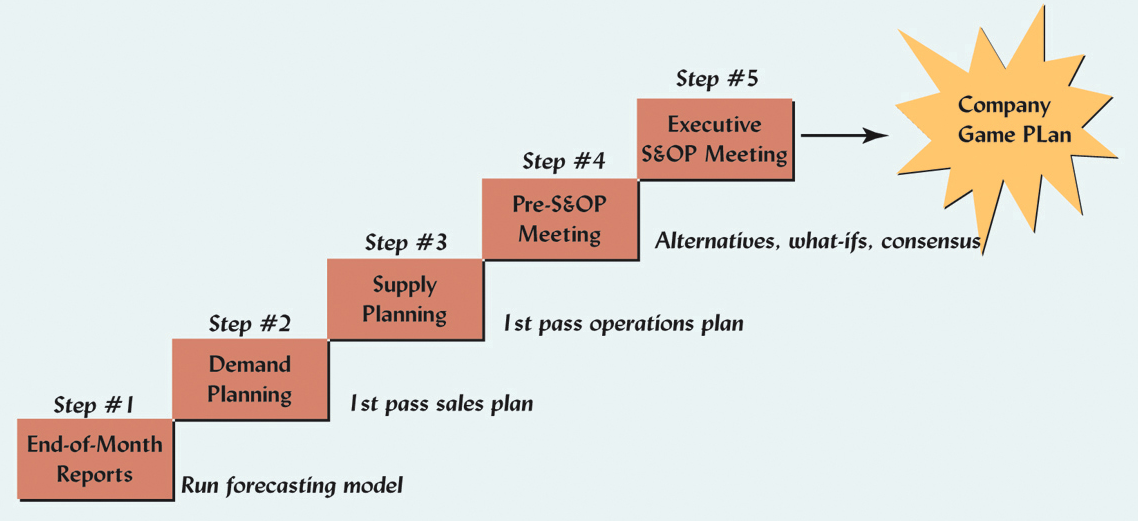 Step #5
Executive
S&OP Meeting
Company
Game PLan
Step #4
Pre-S&OP
Meeting
Alternatives, what-ifs, consensus
Step #3
Supply
Planning
1st pass operations plan
Step #2
Demand
Planning
1st pass sales plan
Step #1
End-of-Month
Reports
Run forecasting model